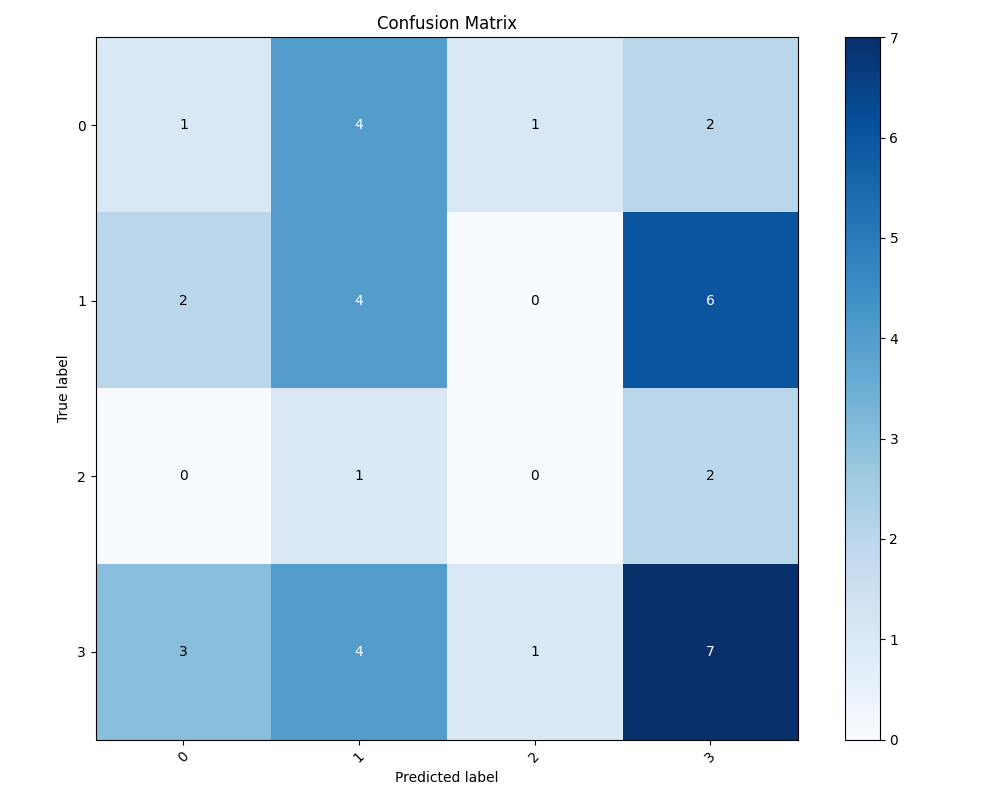 Confusion Matrix
0 1 4 1 2
1 2 4 0 6
2 0 1 0 2
3 3 4 1 7
0 1 2 3
True label
Predicted label
7
6
5
4
3
2
1
0